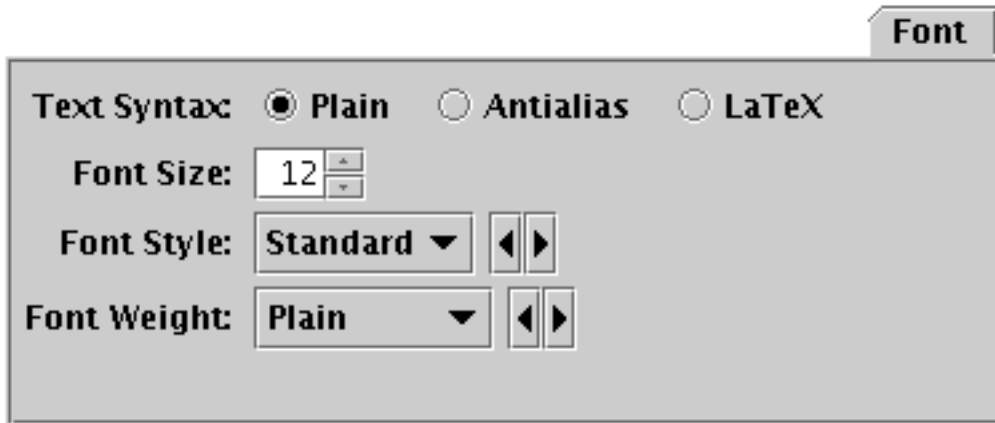 Font
Text Syntax: Plain Antialias LaTeX
Font Size: 12
Font Style: Standard
Font Weight: Plain